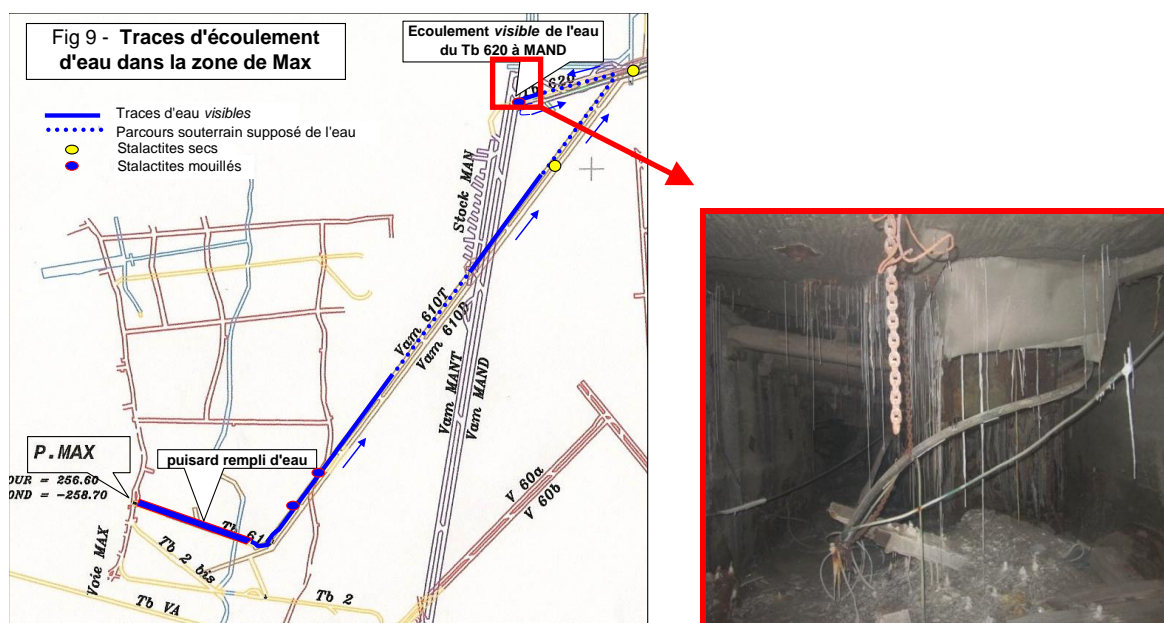 Fig 9 - Traces d'écoulement
d'eau dans la zone de Max
Ecoulement visible de l'eau
du Tb 620 à MAND
Traces d'eau visibles
Parcours souterrain supposé de l'eau
Stalactites secs
Stalactites mouillés
Tb 620
Stock MAN
Vam 610T
Vam 610B
Vam MANT
Vam MAND
P.MAX
puisard rempli d'eau
OUR = 256.60
OND = -258.70
Tb 61
Voie MAX
Tb 2 bis
Tb 2
Tb VA
V 60a
V 60b